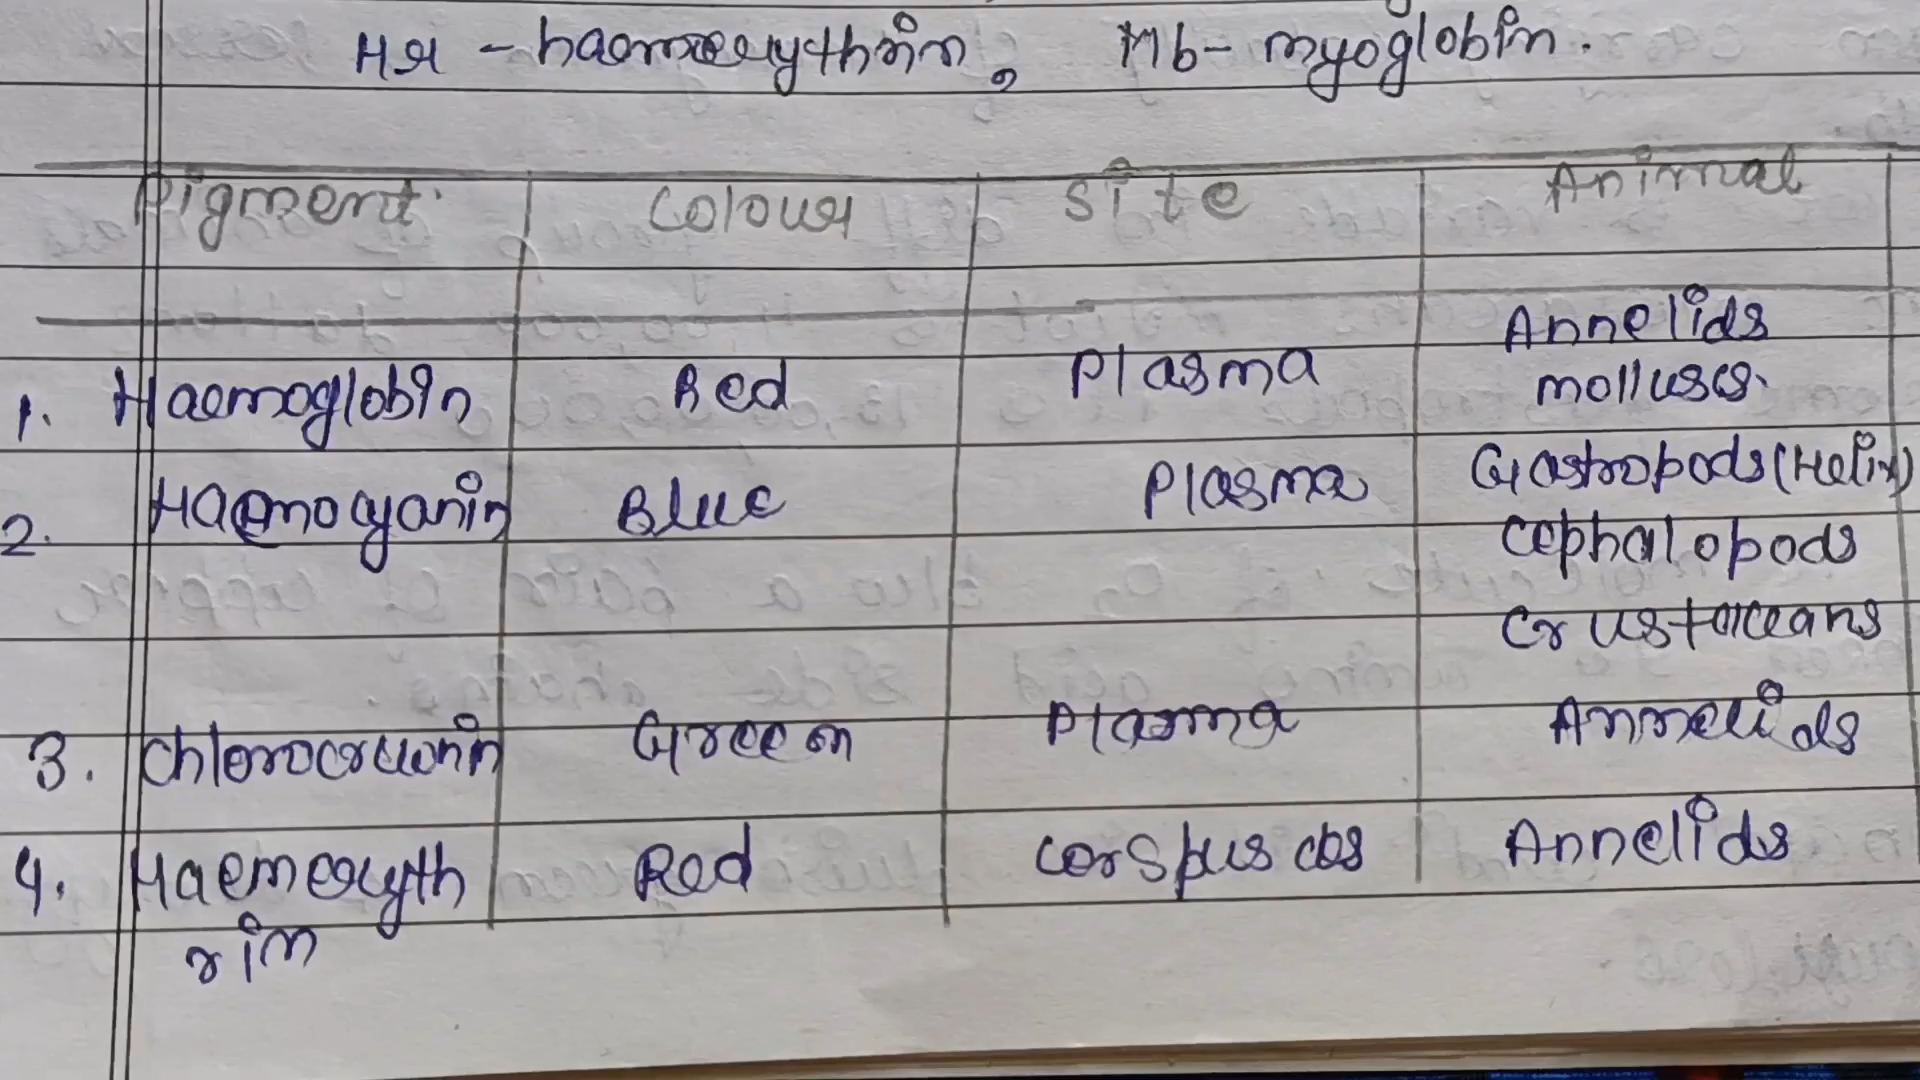 Hr - haemerythrin, Mb - myoglobin.
Pigment. Colour Site Animal
1. Haemoglobin Red Plasma Annelids
molluscs.
2. Haemocyanin Blue Plasma Gastropods (Helix)
Cephalopods
Crustaceans
3. Chlorocruonin Green Plasma Annelids
4. Haemeryth Red Corspuscles Annelids
rin